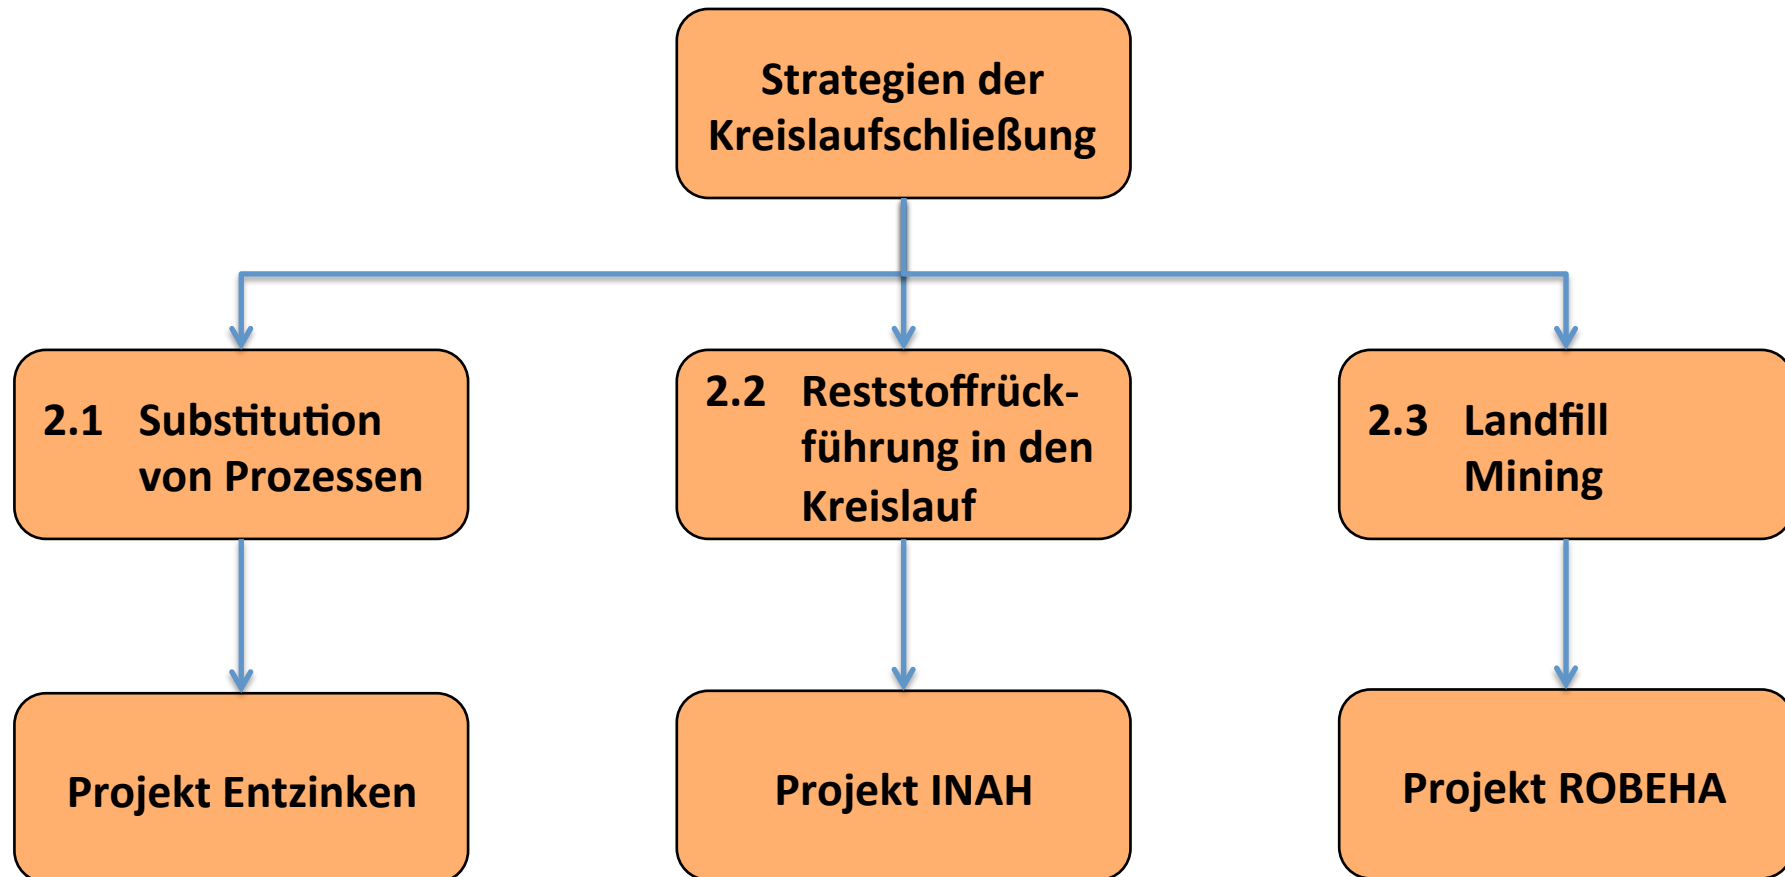 Strategien der
Kreislaufschließung
2.1 Substitution
von Prozessen
2.2 Reststoffrück-
führung in den
Kreislauf
2.3 Landfill
Mining
Projekt Entzinken
Projekt INAH
Projekt ROBEHA